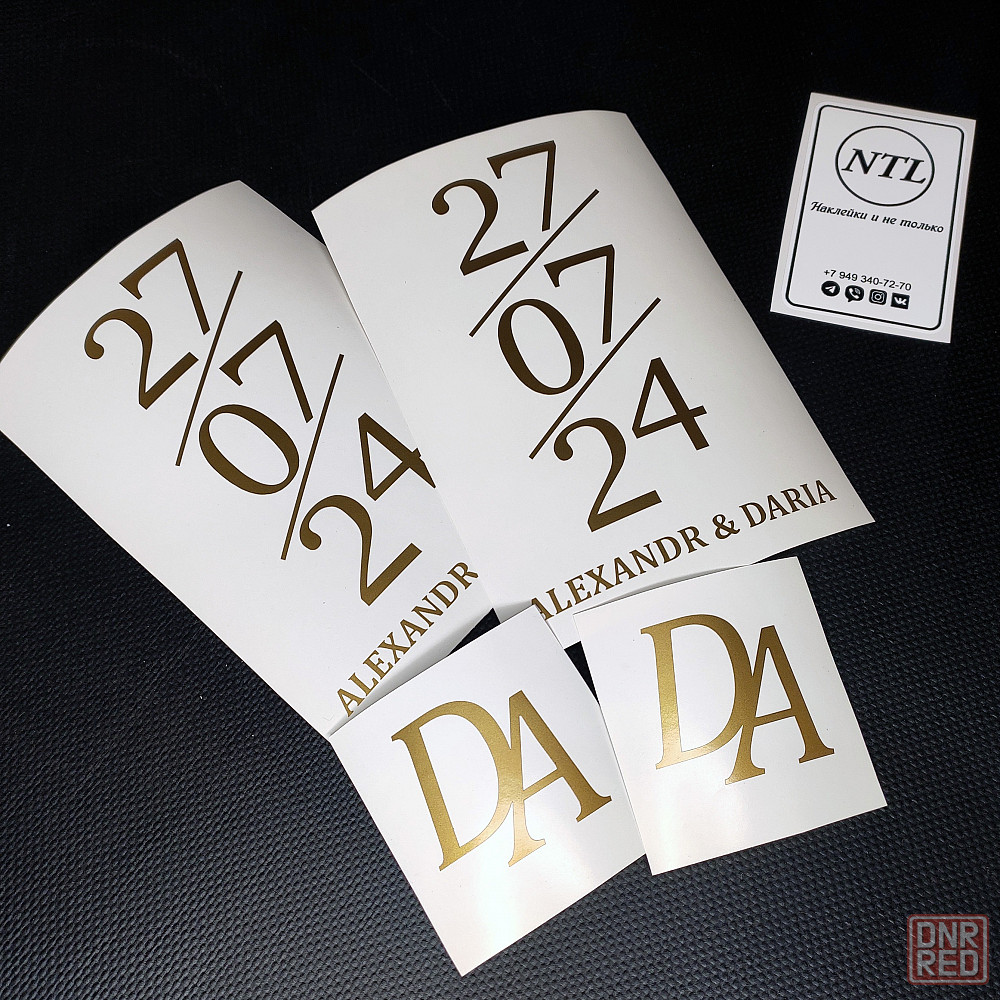 27
07
24
ALEXANDR
27
07
24
ALEXANDR & DARIA
DA
DA
NTL
Наклейки и не только
+7 949 340-72-70
DNR
RED